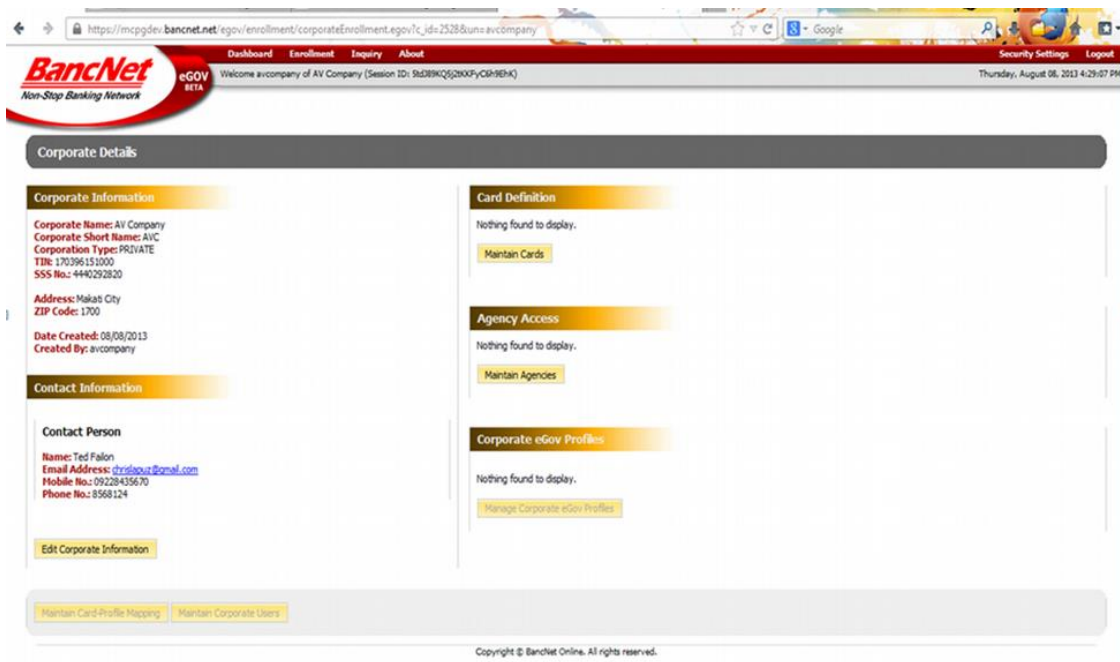 https://mcpgdev.bancnet.net/egov/enrollment/corporateEnrollment.egov?c_id=2528&un=avcompany
Google
BancNet
Non-Stop Banking Network
eGOV
BETA
Dashboard Enrollment Inquiry About
Security Settings Logout
Welcome avcompany of AV Company (Session ID:
Thursday, August 08, 2013 4:29:07 PM
Corporate Details
Corporate Information
Corporate Name: AV Company
Corporate Short Name: AVC
Corporation Type: PRIVATE
TIN: 170396151000
SSS No.: 4440292820
Address: Makati City
ZIP Code: 1700
Date Created: 08/08/2013
Created By: avcompany
Contact Information
Contact Person
Name: Ted Failon
Email Address: chrislapuz@gmail.com
Mobile No.: 09228435670
Phone No.: 8568124
Edit Corporate Information
Card Definition
Nothing found to display.
Maintain Cards
Agency Access
Nothing found to display.
Maintain Agencies
Corporate eGov Profiles
Nothing found to display.
Manage Corporate eGov Profiles
Maintain Card-Profile Mapping Maintain Corporate Users
Copyright © BancNet Online. All rights reserved.